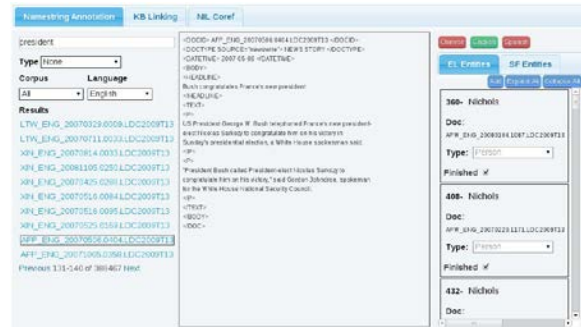 Namestring Annotation
KB Linking
NIL Coref
president
Type None
Corpus Language
All English
Results
LTW_ENG_20070329.0009.LDC2009T13
LTW_ENG_20070711.0033.LDC2009T13
XIN_ENG_20070814.0033.LDC2009T13
XIN_ENG_20061105.0250.LDC2009T13
XIN_ENG_20070425.0288.LDC2009T13
XIN_ENG_20070516.0084.LDC2009T13
XIN_ENG_20070516.0095.LDC2009T13
XIN_ENG_20070525.0168.LDC2009T13
AFP_ENG_20070506.0404.LDC2009T13
AFP_ENG_20071005.0358.LDC2009T13
Previous 131-140 of 388467 Next
<DOCID> AFP_ENG_20070506.0404.LDC2009T13 </DOCID>
<DOCTYPE SOURCE="newswire"> NEWS STORY </DOCTYPE>
<DATETIME> 2007-05-06 </DATETIME>
<BODY>
<HEADLINE>
Bush congratulates France's new president
</HEADLINE>
<TEXT>
<P>
US President George W. Bush telephoned France's new president-
elect Nicolas Sarkozy to congratulate him on his victory in
Sunday's presidential election, a White House spokesman said.
</P>
<P>
"President Bush called President-elect Nicolas Sarkozy to
congratulate him on his victory," said Gordon Johndroe, spokesman
for the White House National Security Council.
</P>
</TEXT>
</BODY>
</DOC>
Chinese English Spanish
EL Entities
SF Entities
Add Expand All Collapse All
360- Nichols
Doc:
Type: Person
Finished
408- Nichols
Doc:
Type: Person
Finished
432- Nichols
Doc: